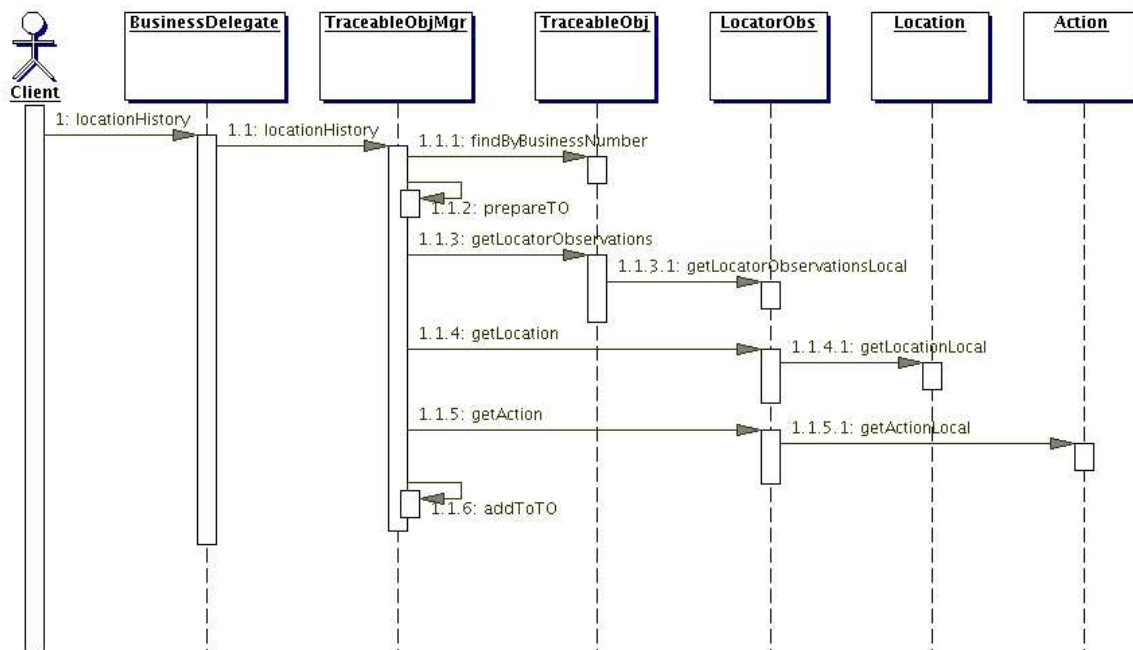 BusinessDelegate TraceableObjMgr TraceableObj LocatorObs Location Action
Client
1: locationHistory
1.1: locationHistory
1.1.1: findByBusinessNumber
1.1.2: prepareTO
1.1.3: getLocatorObservations
1.1.3.1: getLocatorObservationsLocal
1.1.4: getLocation
1.1.4.1: getLocationLocal
1.1.5: getAction
1.1.5.1: getActionLocal
1.1.6: addToTO